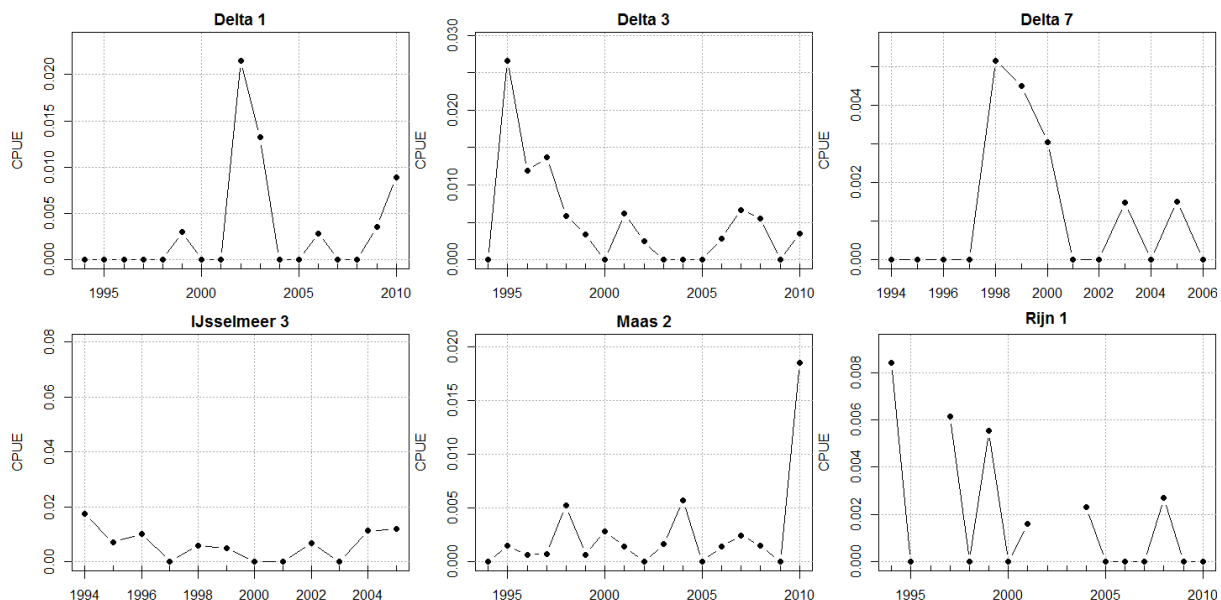 Delta 1
Delta 3
Delta 7
CPUE
0.000 0.005 0.010 0.015 0.020
1995 2000 2005 2010
CPUE
0.000 0.010 0.020 0.030
1995 2000 2005 2010
CPUE
0.000 0.002 0.004
1994 1996 1998 2000 2002 2004 2006
IJsselmeer 3
Maas 2
Rijn 1
CPUE
0.00 0.02 0.04 0.06 0.08
1994 1996 1998 2000 2002 2004
CPUE
0.000 0.005 0.010 0.015 0.020
1995 2000 2005 2010
CPUE
0.000 0.002 0.004 0.006 0.008
1995 2000 2005 2010